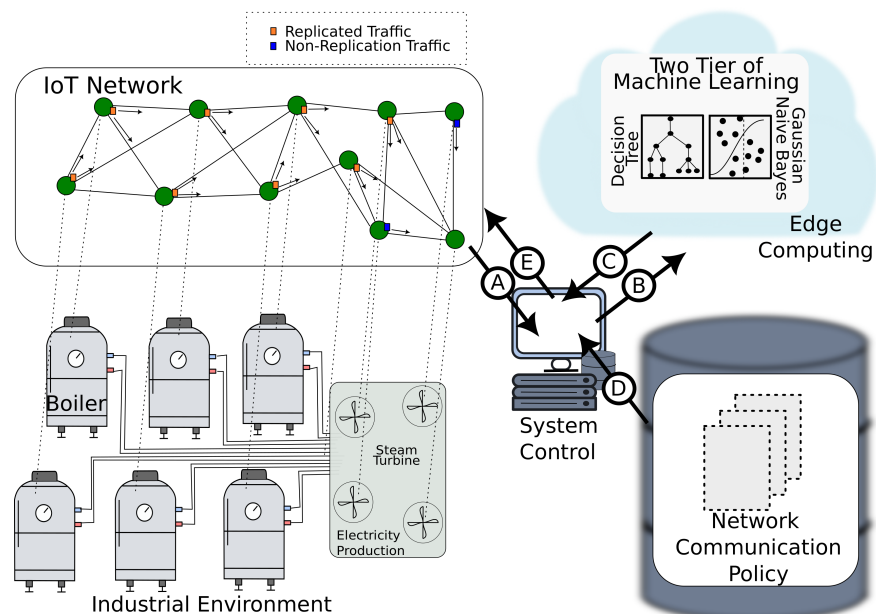 Replicated Traffic
Non-Replication Traffic
IoT Network
Two Tier of
Machine Learning
Decision
Tree
Gaussian
Naive Bayes
Edge
Computing
E
C
A
B
D
System
Control
Boiler
Steam
Turbine
Electricity
Production
Network
Communication
Policy
Industrial Environment